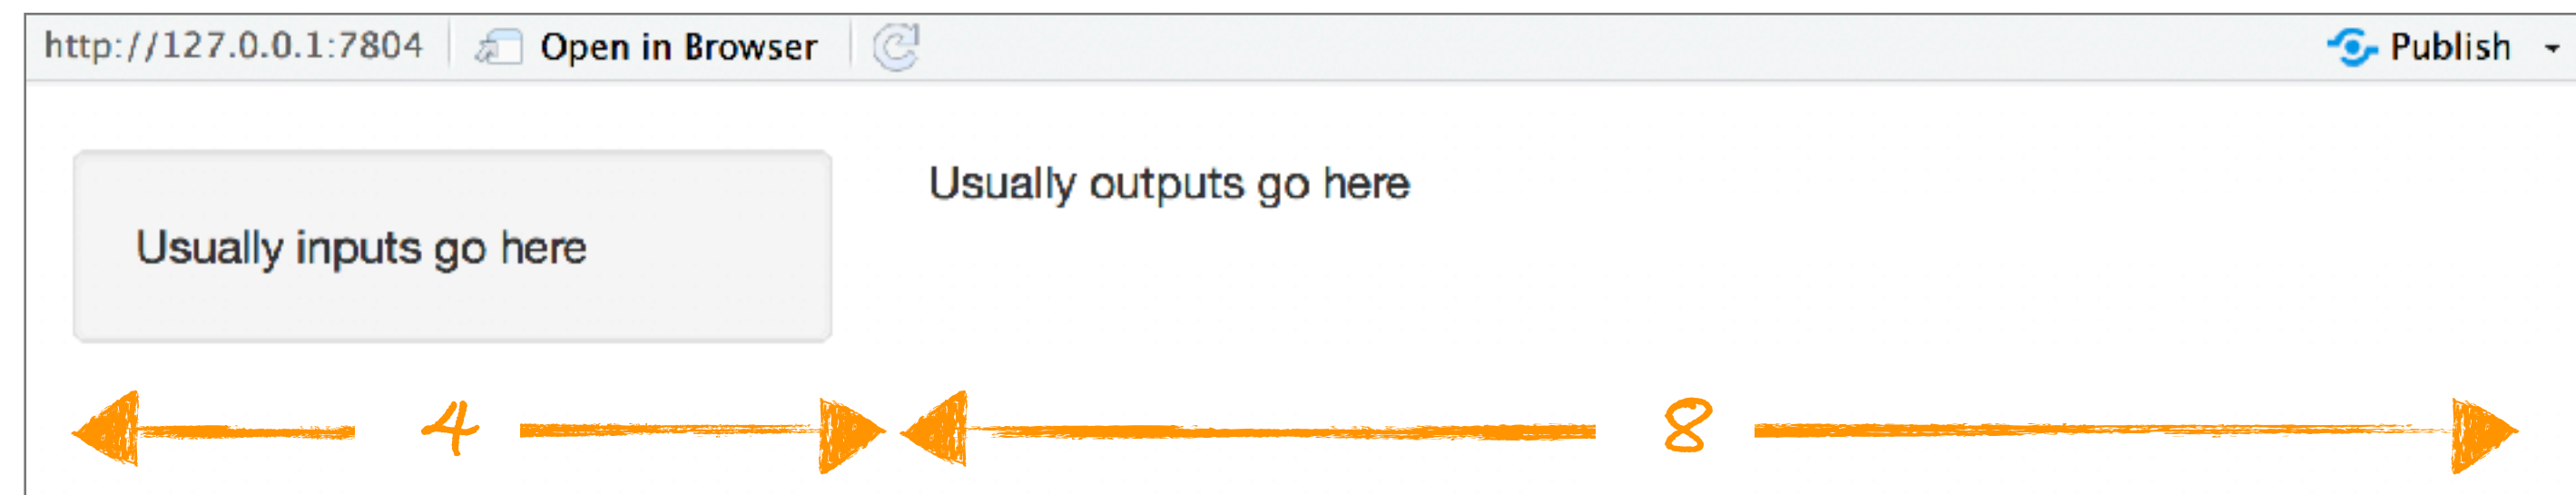 http://127.0.0.1:7804 Open in Browser Publish
Usually outputs go here
Usually inputs go here
4 8